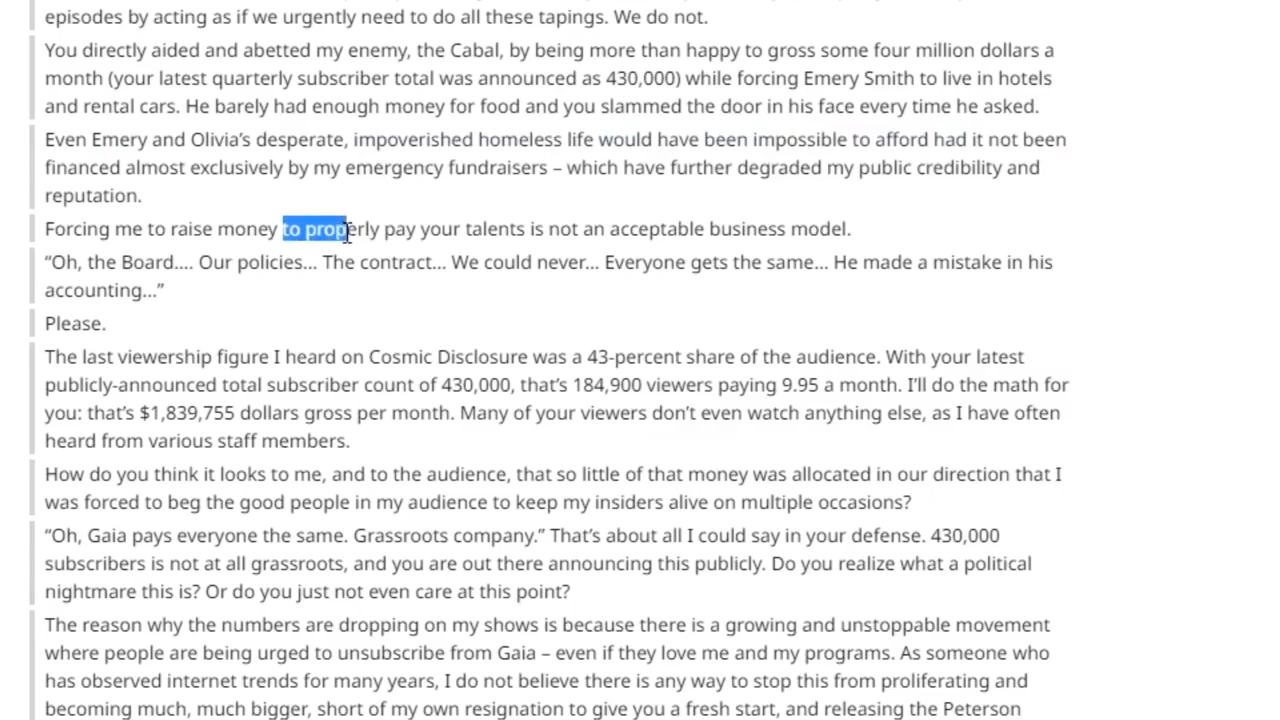 episodes by acting as if we urgently need to do all these tapings. We do not.
You directly aided and abetted my enemy, the Cabal, by being more than happy to gross some four million dollars a
month (your latest quarterly subscriber total was announced as 430,000) while forcing Emery Smith to live in hotels
and rental cars. He barely had enough money for food and you slammed the door in his face every time he asked.
Even Emery and Olivia’s desperate, impoverished homeless life would have been impossible to afford had it not been
financed almost exclusively by my emergency fundraisers – which have further degraded my public credibility and
reputation.
Forcing me to raise money to properly pay your talents is not an acceptable business model.
“Oh, the Board…. Our policies… The contract… We could never… Everyone gets the same… He made a mistake in his
accounting…”
Please.
The last viewership figure I heard on Cosmic Disclosure was a 43-percent share of the audience. With your latest
publicly-announced total subscriber count of 430,000, that’s 184,900 viewers paying 9.95 a month. I’ll do the math for
you: that’s $1,839,755 dollars gross per month. Many of your viewers don’t even watch anything else, as I have often
heard from various staff members.
How do you think it looks to me, and to the audience, that so little of that money was allocated in our direction that I
was forced to beg the good people in my audience to keep my insiders alive on multiple occasions?
“Oh, Gaia pays everyone the same. Grassroots company.” That’s about all I could say in your defense. 430,000
subscribers is not at all grassroots, and you are out there announcing this publicly. Do you realize what a political
nightmare this is? Or do you just not even care at this point?
The reason why the numbers are dropping on my shows is because there is a growing and unstoppable movement
where people are being urged to unsubscribe from Gaia – even if they love me and my programs. As someone who
has observed internet trends for many years, I do not believe there is any way to stop this from proliferating and
becoming much, much bigger, short of my own resignation to give you a fresh start, and releasing the Peterson